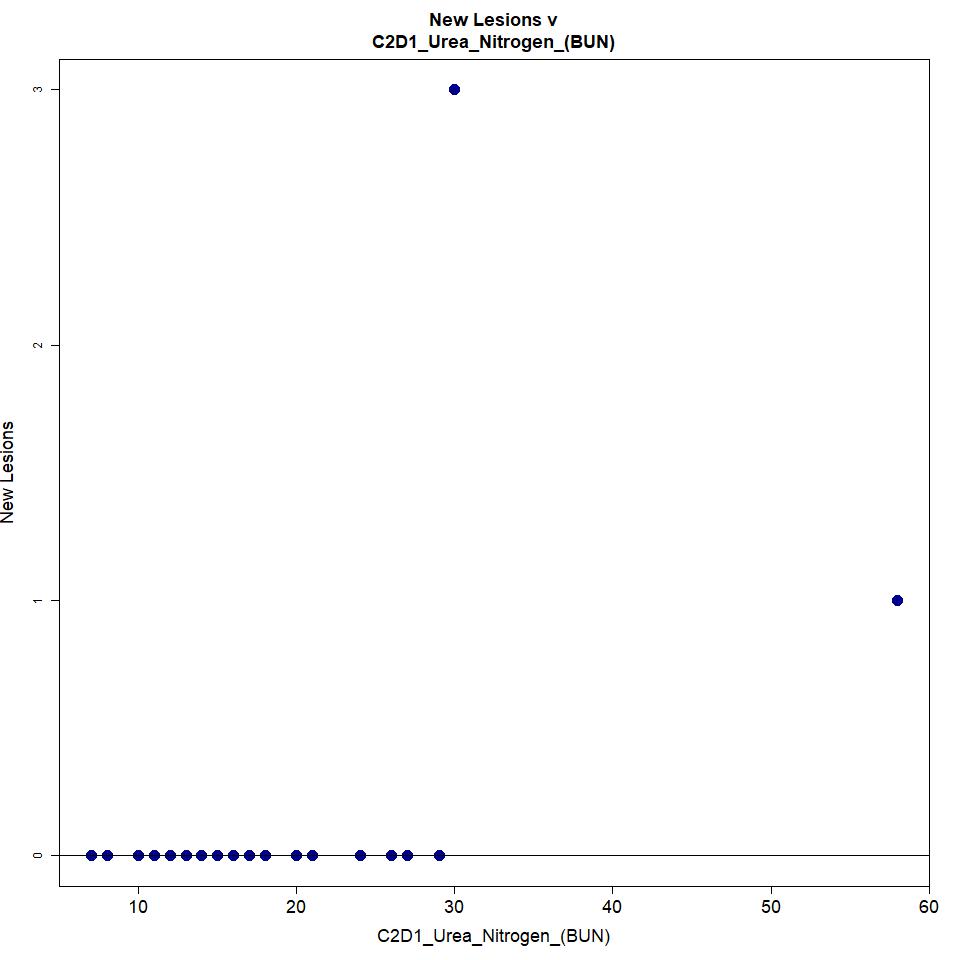 New Lesions v
C2D1_Urea_Nitrogen_(BUN)
3
2
1
0
New Lesions
10 20 30 40 50 60
C2D1_Urea_Nitrogen_(BUN)